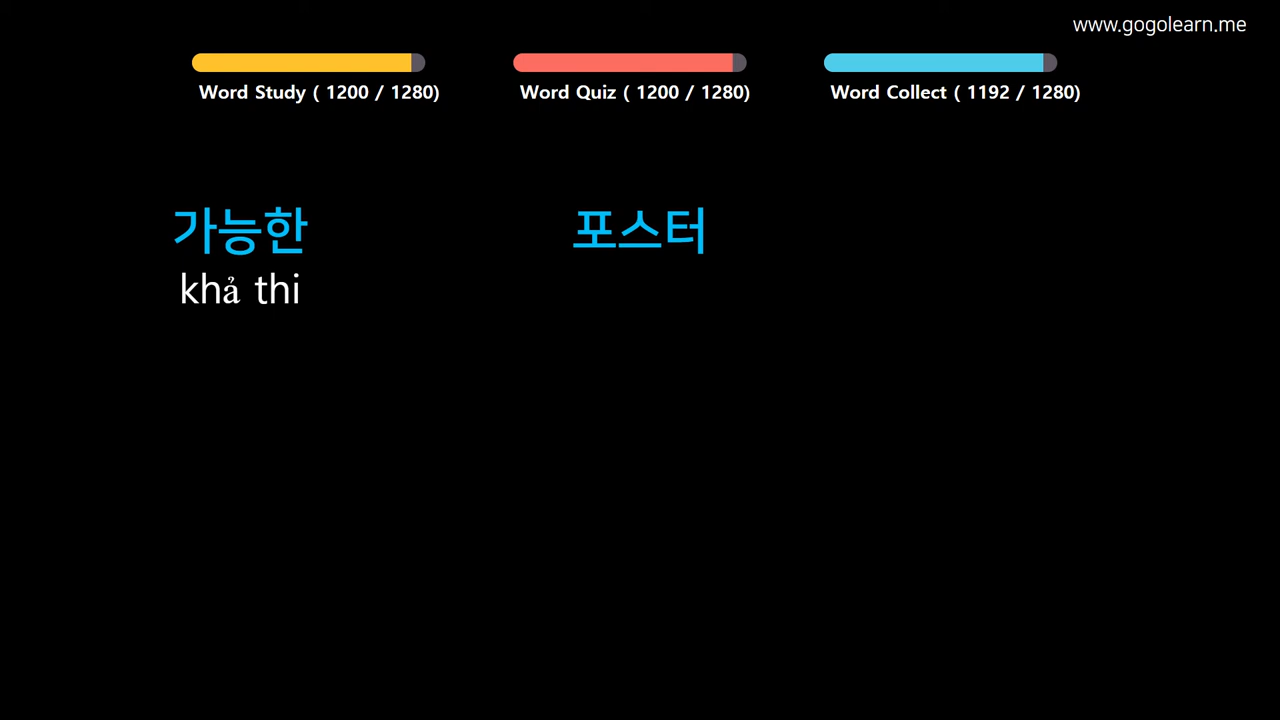 www.gogolearn.me
Word Study ( 1200 / 1280)
Word Quiz ( 1200 / 1280)
Word Collect ( 1192 / 1280)
가능한
khả thi
포스터